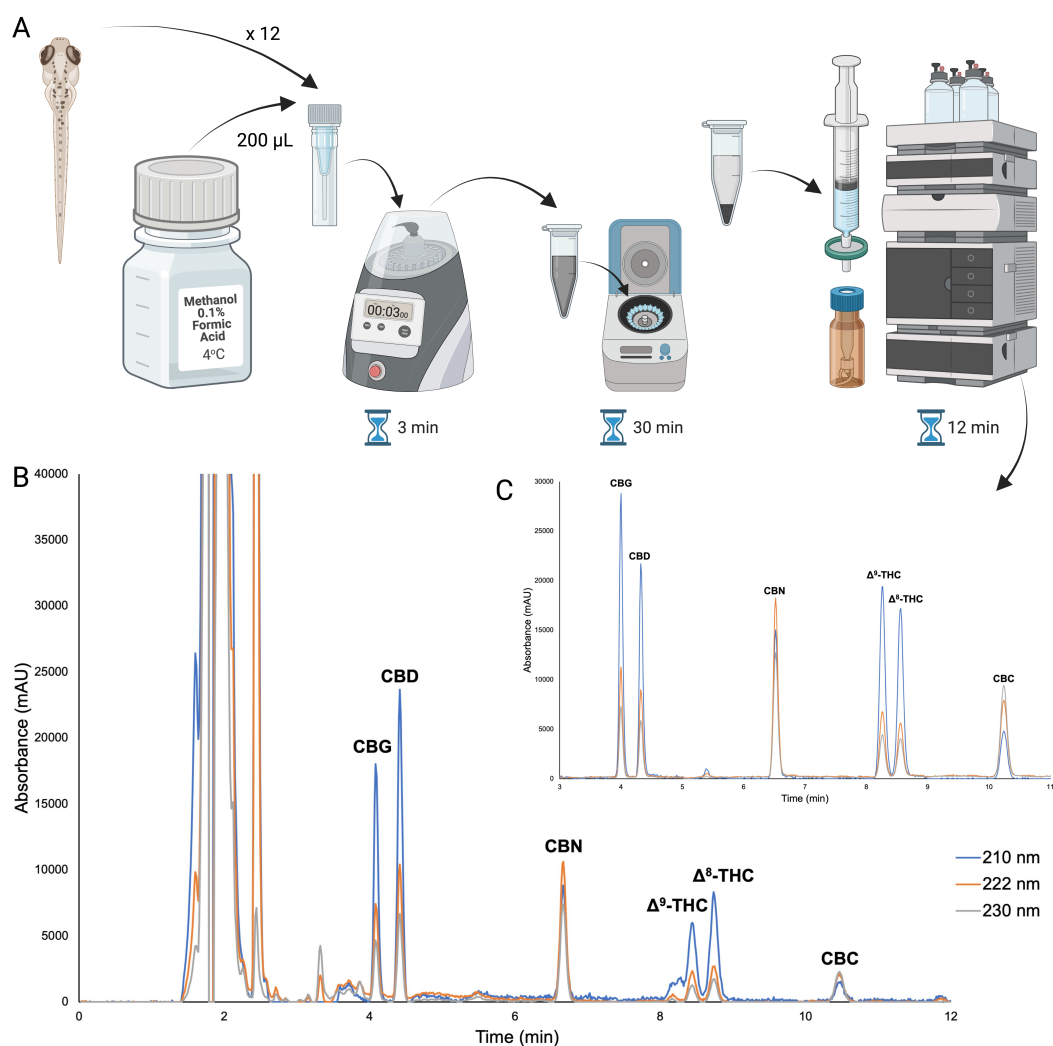 A
x 12
200 µL
Methanol
0.1%
Formic
Acid
4ºC
00:0300
3 min
30 min
12 min
B
40000
35000
30000
25000
20000
15000
10000
5000
0
Absorbance (mAU)
CBG
CBD
CBN
Δ⁹-THC
Δ⁸-THC
CBC
0
2
4
6
8
10
12
Time (min)
C
30000
25000
20000
15000
10000
5000
0
Absorbance (mAU)
CBG
CBD
CBN
Δ⁹-THC
Δ⁸-THC
CBC
3
4
5
6
7
8
9
10
11
Time (min)
210 nm
222 nm
230 nm